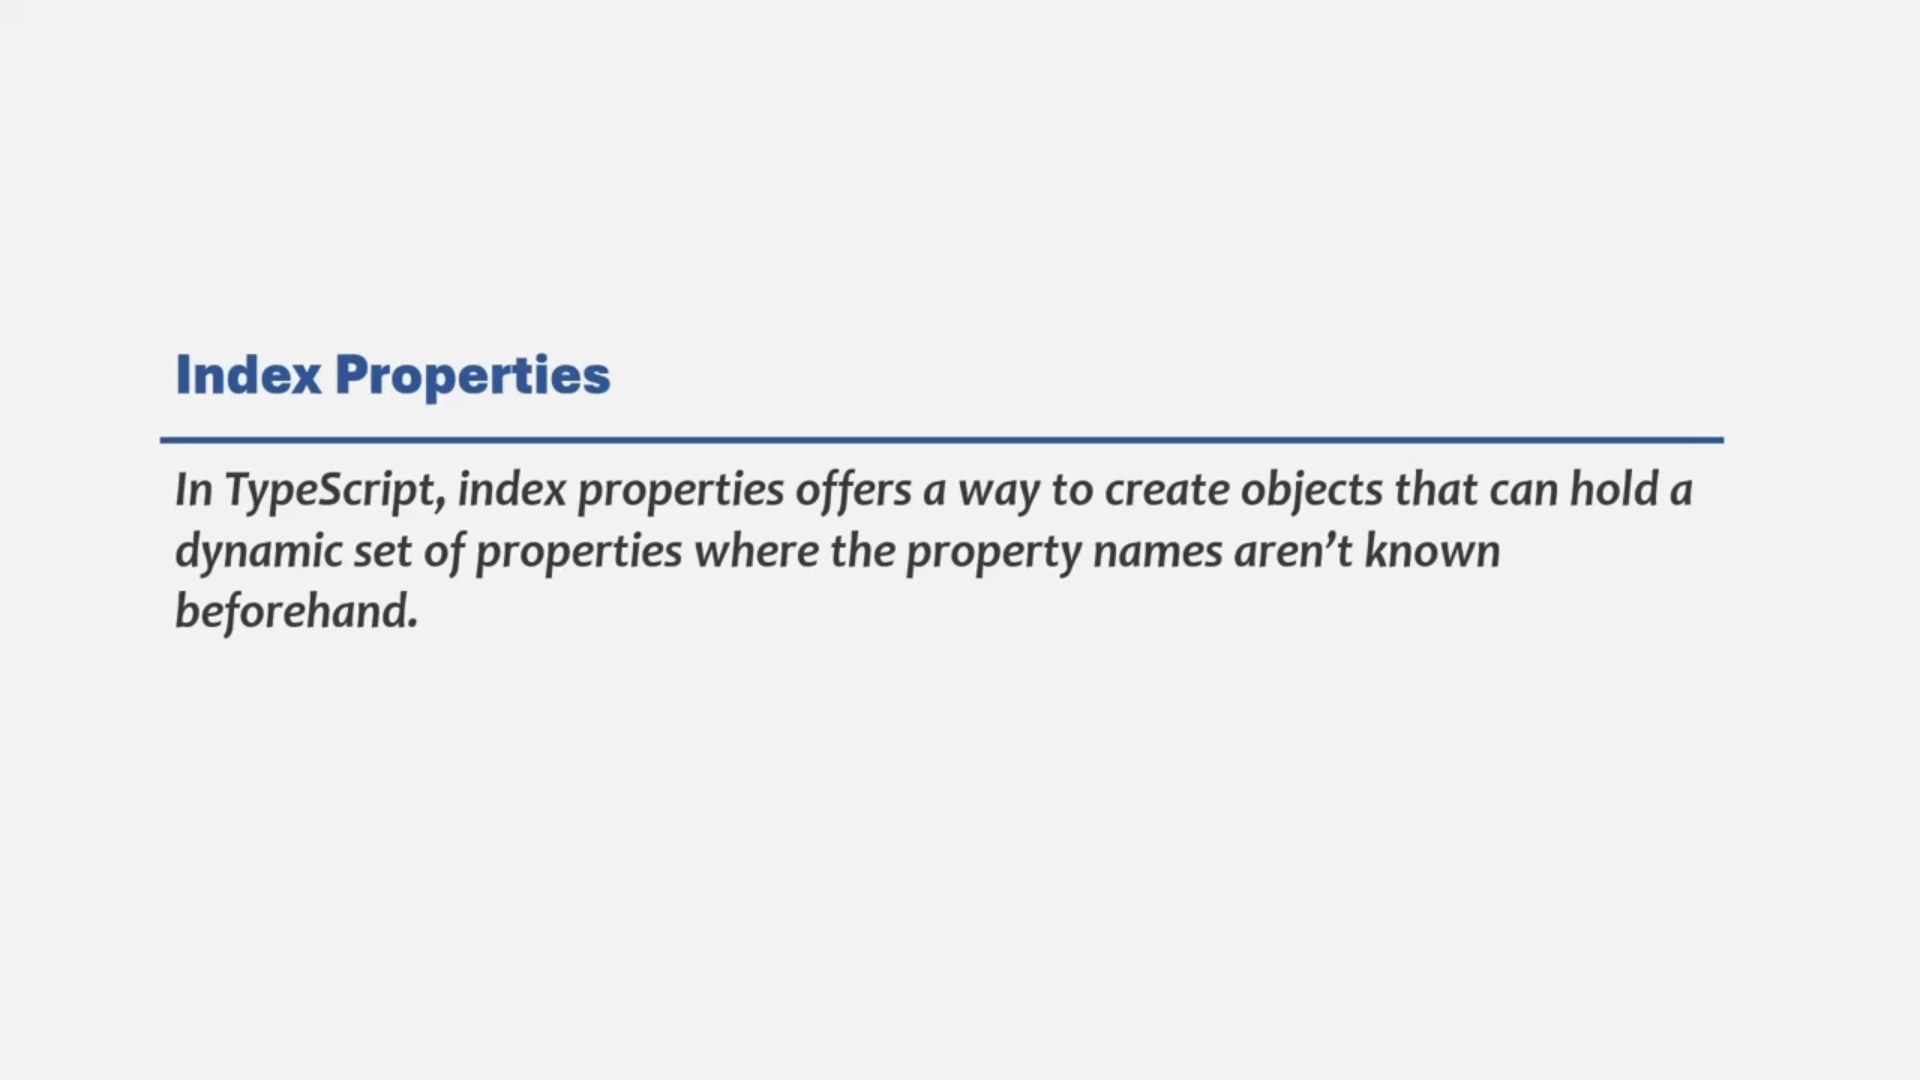 Index Properties
In TypeScript, index properties offers a way to create objects that can hold a
dynamic set of properties where the property names aren’t known
beforehand.